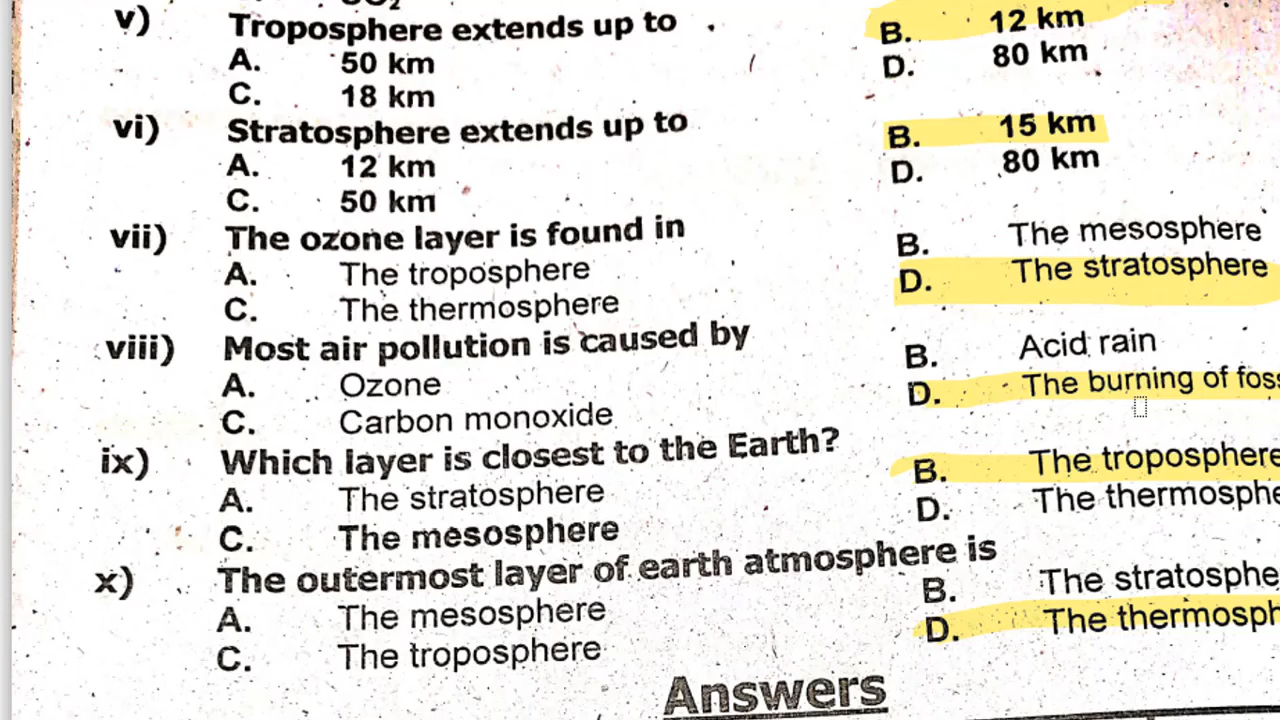 v) Troposphere extends up to
A. 50 km B. 12 km
C. 18 km D. 80 km
vi) Stratosphere extends up to
A. 12 km B. 15 km
C. 50 km D. 80 km
vii) The ozone layer is found in
A. The troposphere B. The mesosphere
C. The thermosphere D. The stratosphere
viii) Most air pollution is caused by
A. Ozone B. Acid rain
C. Carbon monoxide D. The burning of foss
ix) Which layer is closest to the Earth?
A. The stratosphere B. The troposphere
C. The mesosphere D. The thermosphe
x) The outermost layer of earth atmosphere is
A. The mesosphere B. The stratosphe
C. The troposphere D. The thermosph
Answers